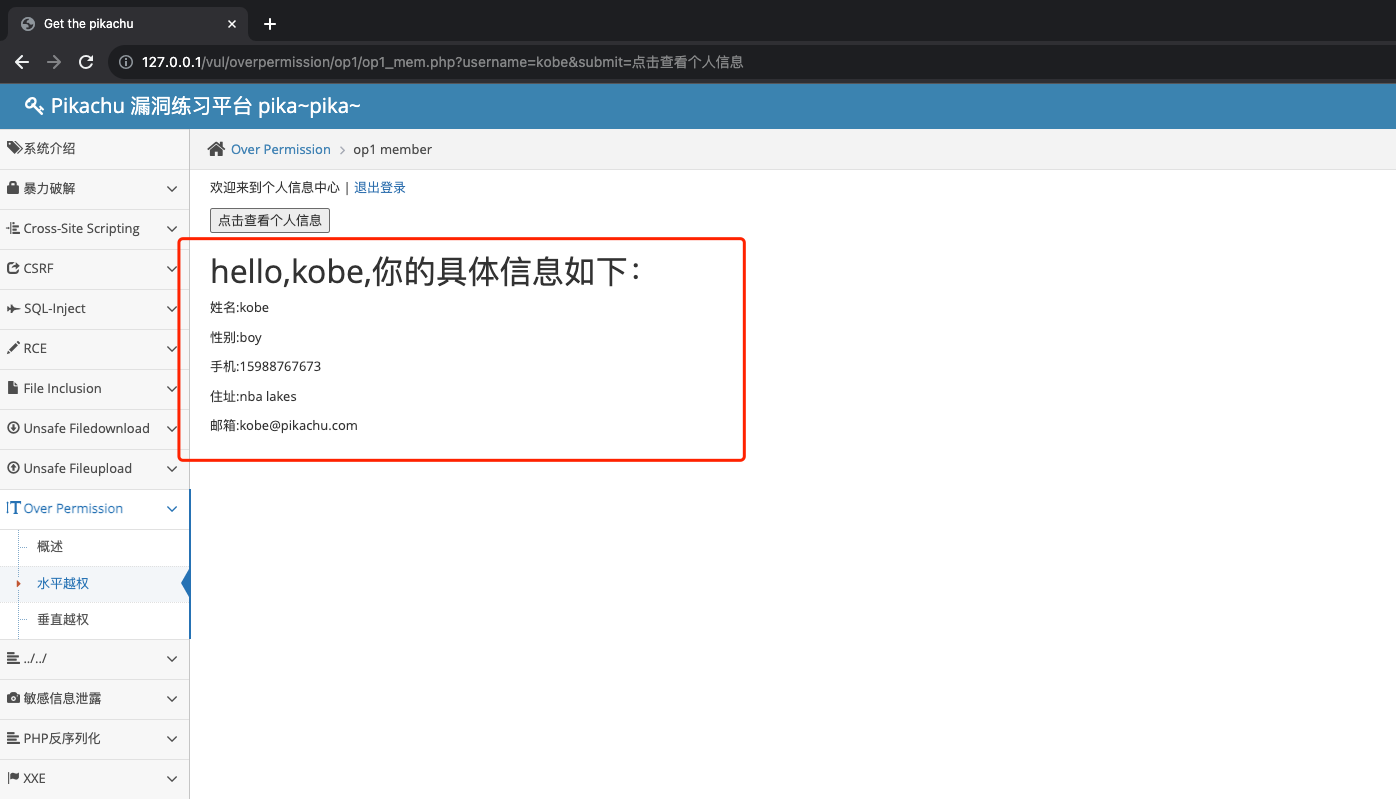 Get the pikachu
127.0.0.1/vul/overpermission/op1/op1_mem.php?username=kobe&submit=点击查看个人信息
Pikachu 漏洞练习平台 pika~pika~
系统介绍
暴力破解
Cross-Site Scripting
CSRF
SQL-Inject
RCE
File Inclusion
Unsafe Filedownload
Unsafe Fileupload
Over Permission
概述
水平越权
垂直越权
../../
敏感信息泄露
PHP反序列化
XXE
Over Permission > op1 member
欢迎来到个人信息中心 | 退出登录
点击查看个人信息
hello,kobe,你的具体信息如下：
姓名:kobe
性别:boy
手机:15988767673
住址:nba lakes
邮箱:kobe@pikachu.com